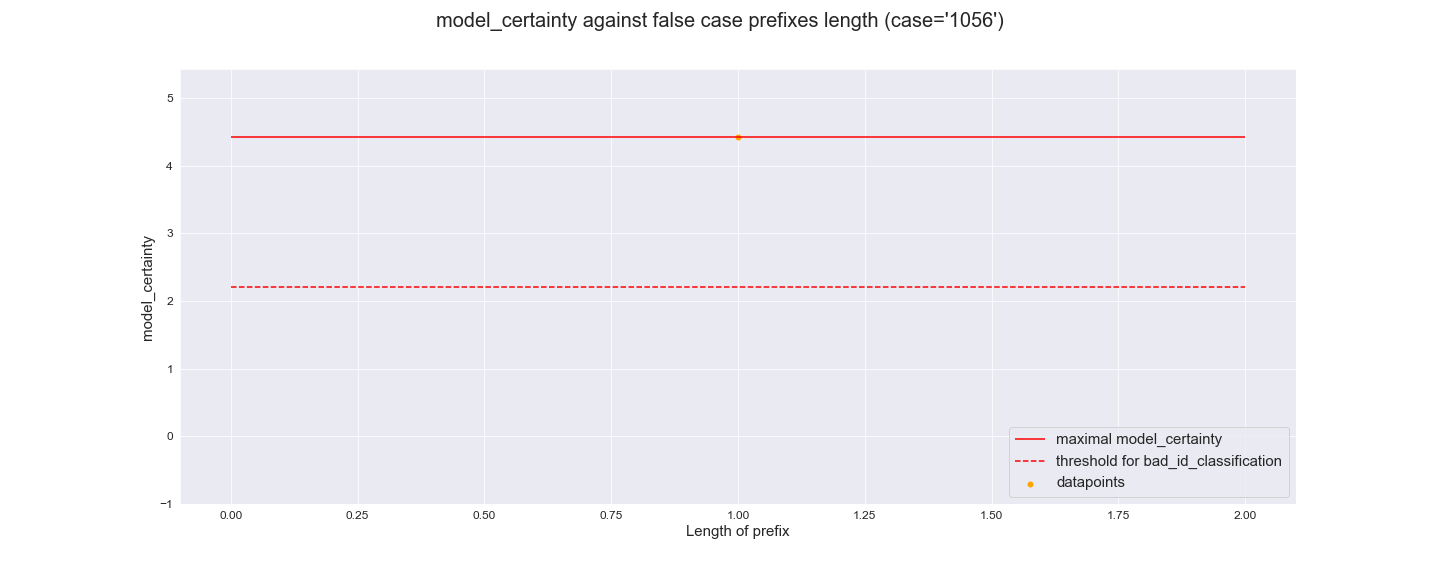 model_certainty against false case prefixes length (case='1056')
5
4
3
2
1
0
−1
model_certainty
0.00 0.25 0.50 0.75 1.00 1.25 1.50 1.75 2.00
Length of prefix
maximal model_certainty
threshold for bad_id_classification
datapoints